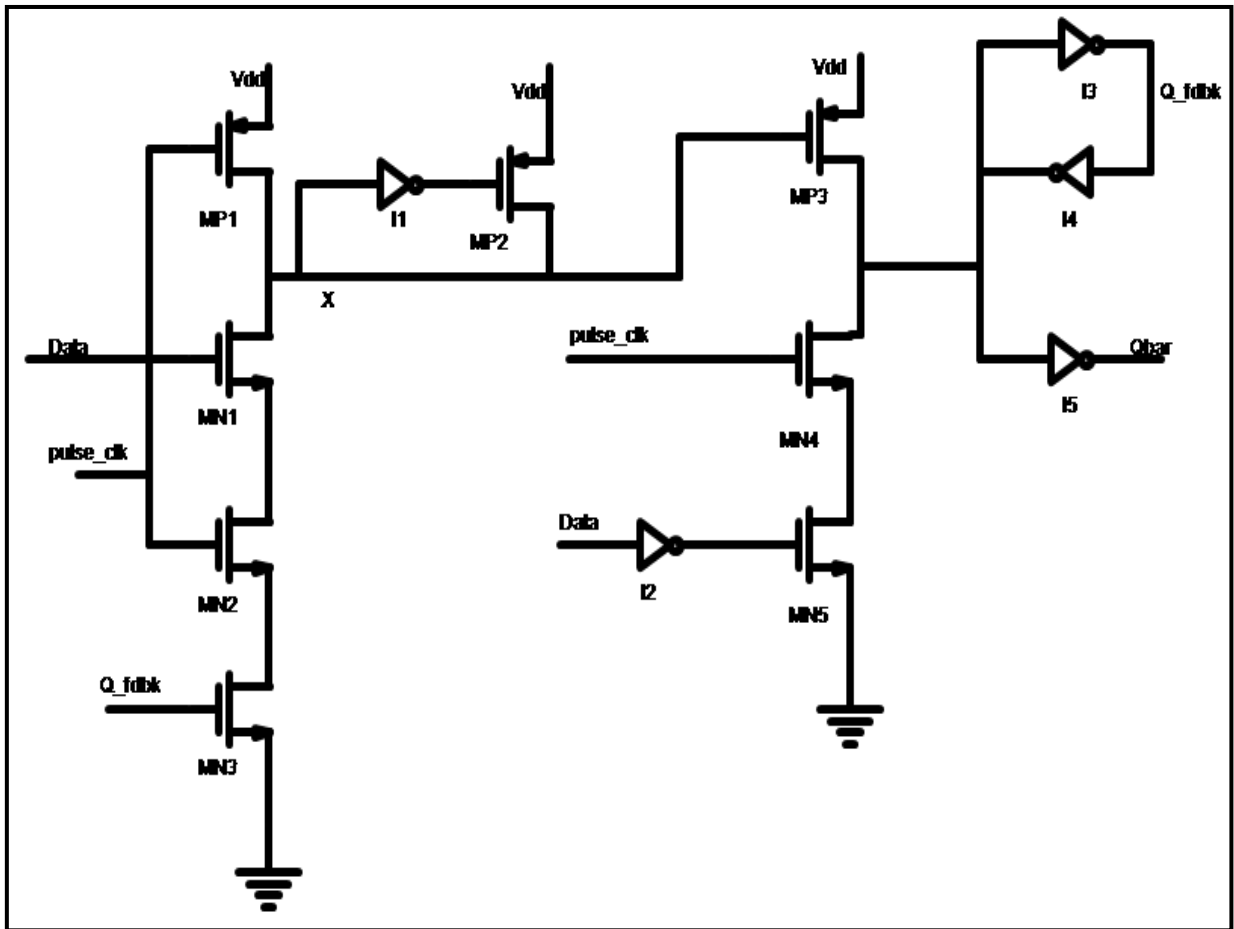 Vdd
Vdd
Vdd
I3
Q_fdbk
MP1
I1
MP2
MP3
I4
X
Data
pulse_clk
Qbar
MN1
I5
pulse_clk
MN4
Data
MN2
I2
MN5
Q_fdbk
MN3